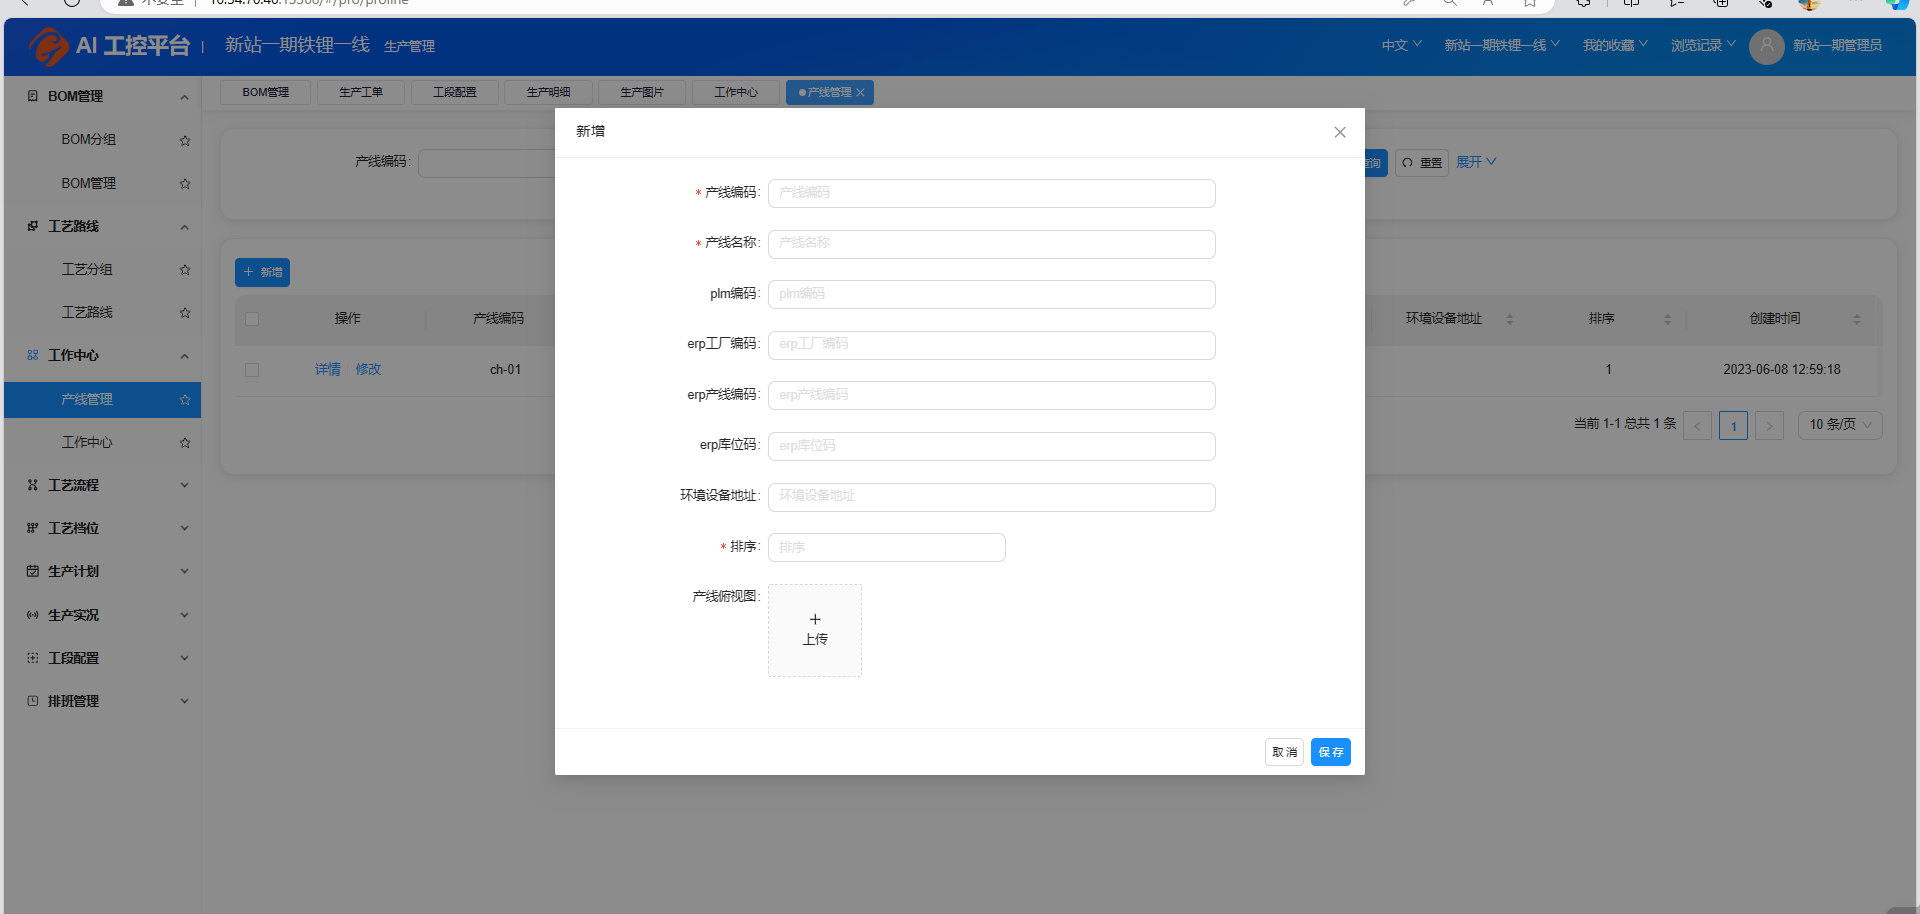 AI 工控平台 | 新站一期铁锂一线 生产管理
中文 新站一期铁锂一线 我的收藏 浏览记录 新站一期管理员
BOM管理
BOM分组
BOM管理
工艺路线
工艺分组
工艺路线
工作中心
产线管理
工作中心
工艺流程
工艺档位
生产计划
生产实况
工段配置
排班管理
BOM管理 生产工单 工段配置 生产明细 生产图片 工作中心 产线管理
产线编码:
重置 展开
+ 新增
操作 产线编码 环境设备地址 排序 创建时间
详情 修改 ch-01 1 2023-06-08 12:59:18
当前 1-1 总共 1 条 < 1 > 10 条/页
新增
* 产线编码: 产线编码
* 产线名称: 产线名称
plm编码: plm编码
erp工厂编码: erp工厂编码
erp产线编码: erp产线编码
erp库位码: erp库位码
环境设备地址: 环境设备地址
* 排序: 排序
产线俯视图:
+
上传
取 消 保 存